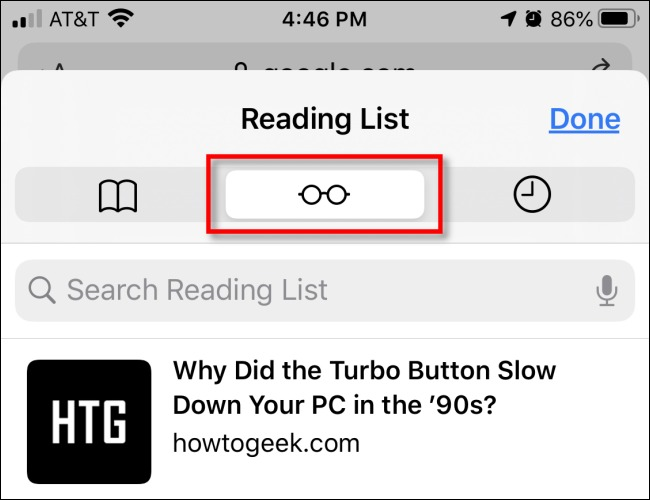 AT&T 4:46 PM 86%
Reading List Done
Search Reading List
HTG
Why Did the Turbo Button Slow
Down Your PC in the ’90s?
howtogeek.com